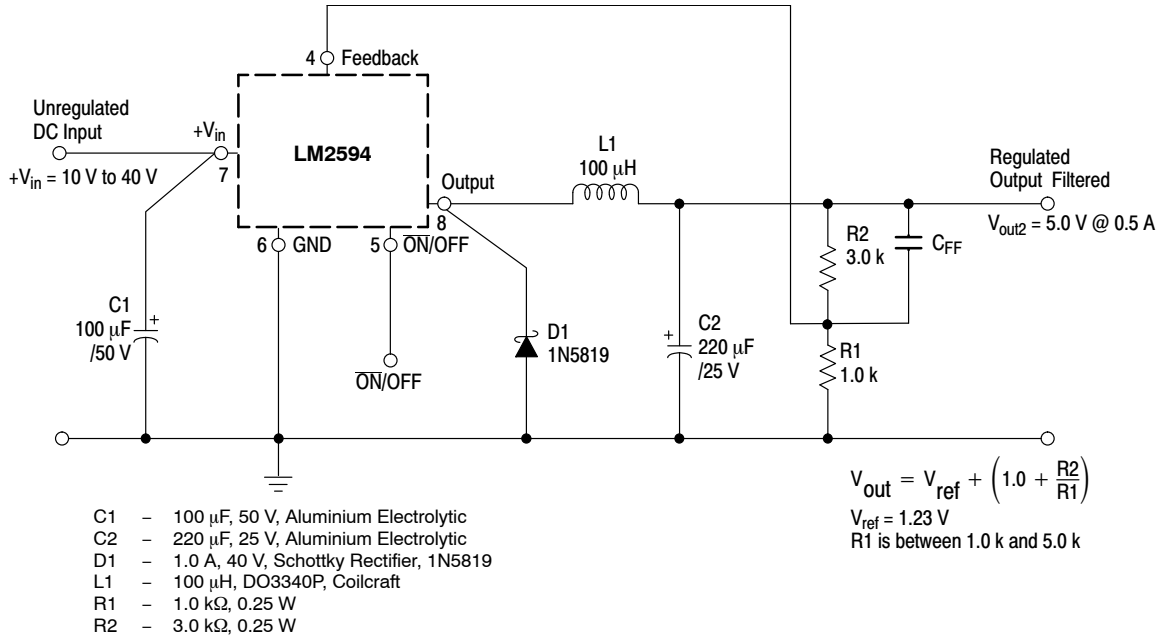 4 Feedback
Unregulated
DC Input
+Vin
+Vin = 10 V to 40 V
7
LM2594
L1
100 μH
Output
8
Regulated
Output Filtered
Vout2 = 5.0 V @ 0.5 A
6 GND
5 ON/OFF
R2
3.0 k
CFF
C1
100 μF
/50 V
+
ON/OFF
D1
1N5819
+
C2
220 μF
/25 V
R1
1.0 k
Vout = Vref + (1.0 + R2/R1)
Vref = 1.23 V
R1 is between 1.0 k and 5.0 k
C1 – 100 μF, 50 V, Aluminium Electrolytic
C2 – 220 μF, 25 V, Aluminium Electrolytic
D1 – 1.0 A, 40 V, Schottky Rectifier, 1N5819
L1 – 100 μH, DO3340P, Coilcraft
R1 – 1.0 kΩ, 0.25 W
R2 – 3.0 kΩ, 0.25 W